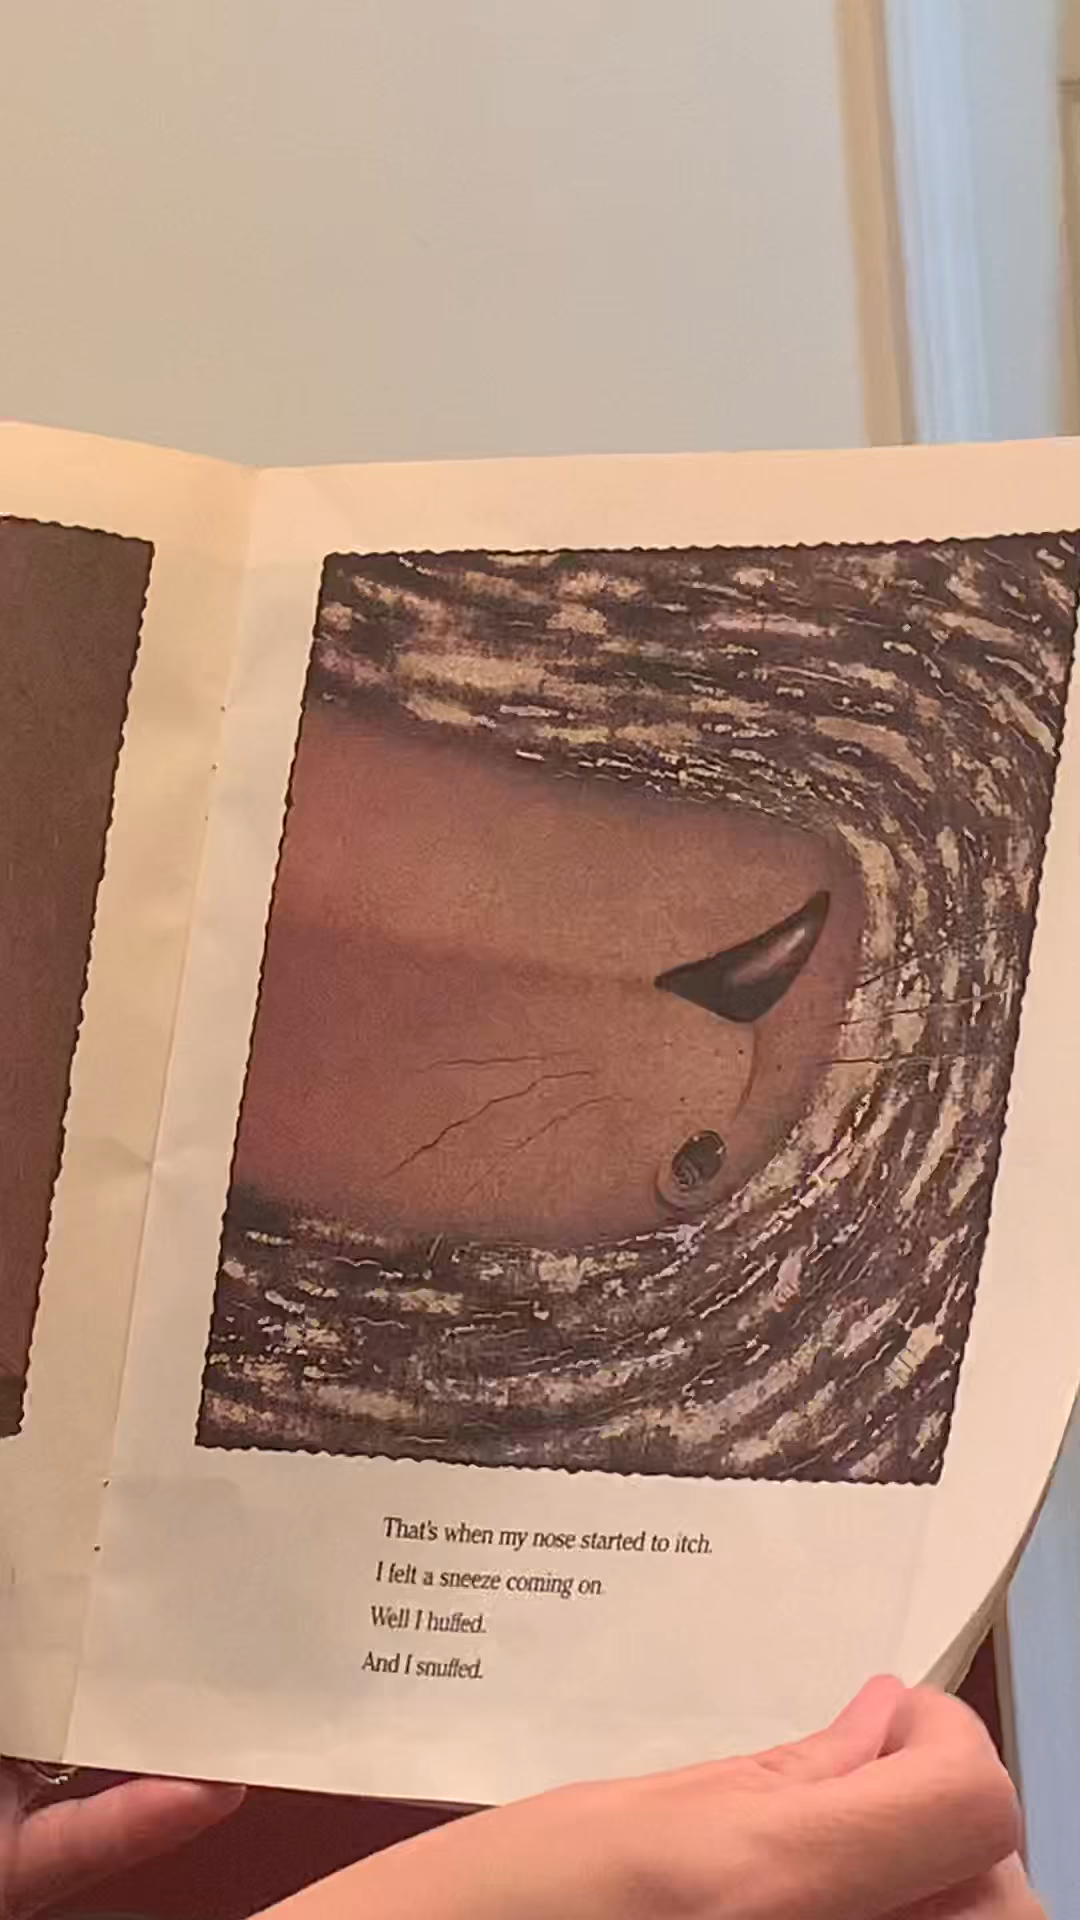 That's when my nose started to itch.
I felt a sneeze coming on.
Well I huffed.
And I snuffed.